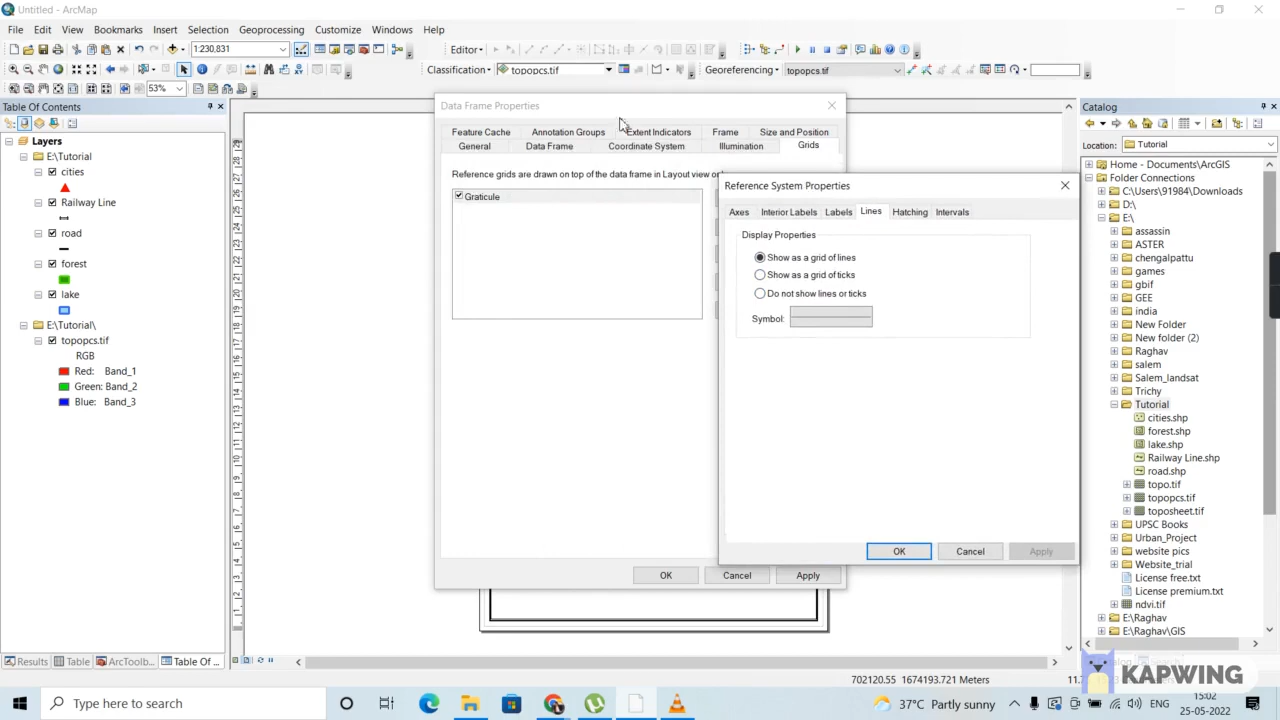 Untitled - ArcMap
File Edit View Bookmarks Insert Selection Geoprocessing Customize Windows Help
1:230,831
Editor
Classification topopcs.tif
Georeferencing topopcs.tif
53%
Table Of Contents
Layers
E:\Tutorial
cities
Railway Line
road
forest
lake
E:\Tutorial\
topopcs.tif
RGB
Red: Band_1
Green: Band_2
Blue: Band_3
Results Table ArcToolb... Table Of ...
Data Frame Properties
Feature Cache Annotation Groups Extent Indicators Frame Size and Position
General Data Frame Coordinate System Illumination Grids
Reference grids are drawn on top of the data frame in Layout view
Graticule
OK Cancel Apply
Reference System Properties
Axes Interior Labels Labels Lines Hatching Intervals
Display Properties
Show as a grid of lines
Show as a grid of ticks
Do not show lines or ticks
Symbol:
OK Cancel Apply
Catalog
Location: Tutorial
Home - Documents\ArcGIS
Folder Connections
C:\Users\91984\Downloads
D:\
E:\
assassin
ASTER
chengalpattu
games
gbif
GEE
india
New Folder
New folder (2)
Raghav
salem
Salem_landsat
Trichy
Tutorial
cities.shp
forest.shp
lake.shp
Railway Line.shp
road.shp
topo.tif
topopcs.tif
toposheet.tif
UPSC Books
Urban_Project
website pics
Website_trial
License free.txt
License premium.txt
ndvi.tif
E:\Raghav
E:\Raghav\GIS
702120.55 1674193.721 Meters
KAPWING
Type here to search
37°C Partly sunny
ENG
15:02
25-05-2022